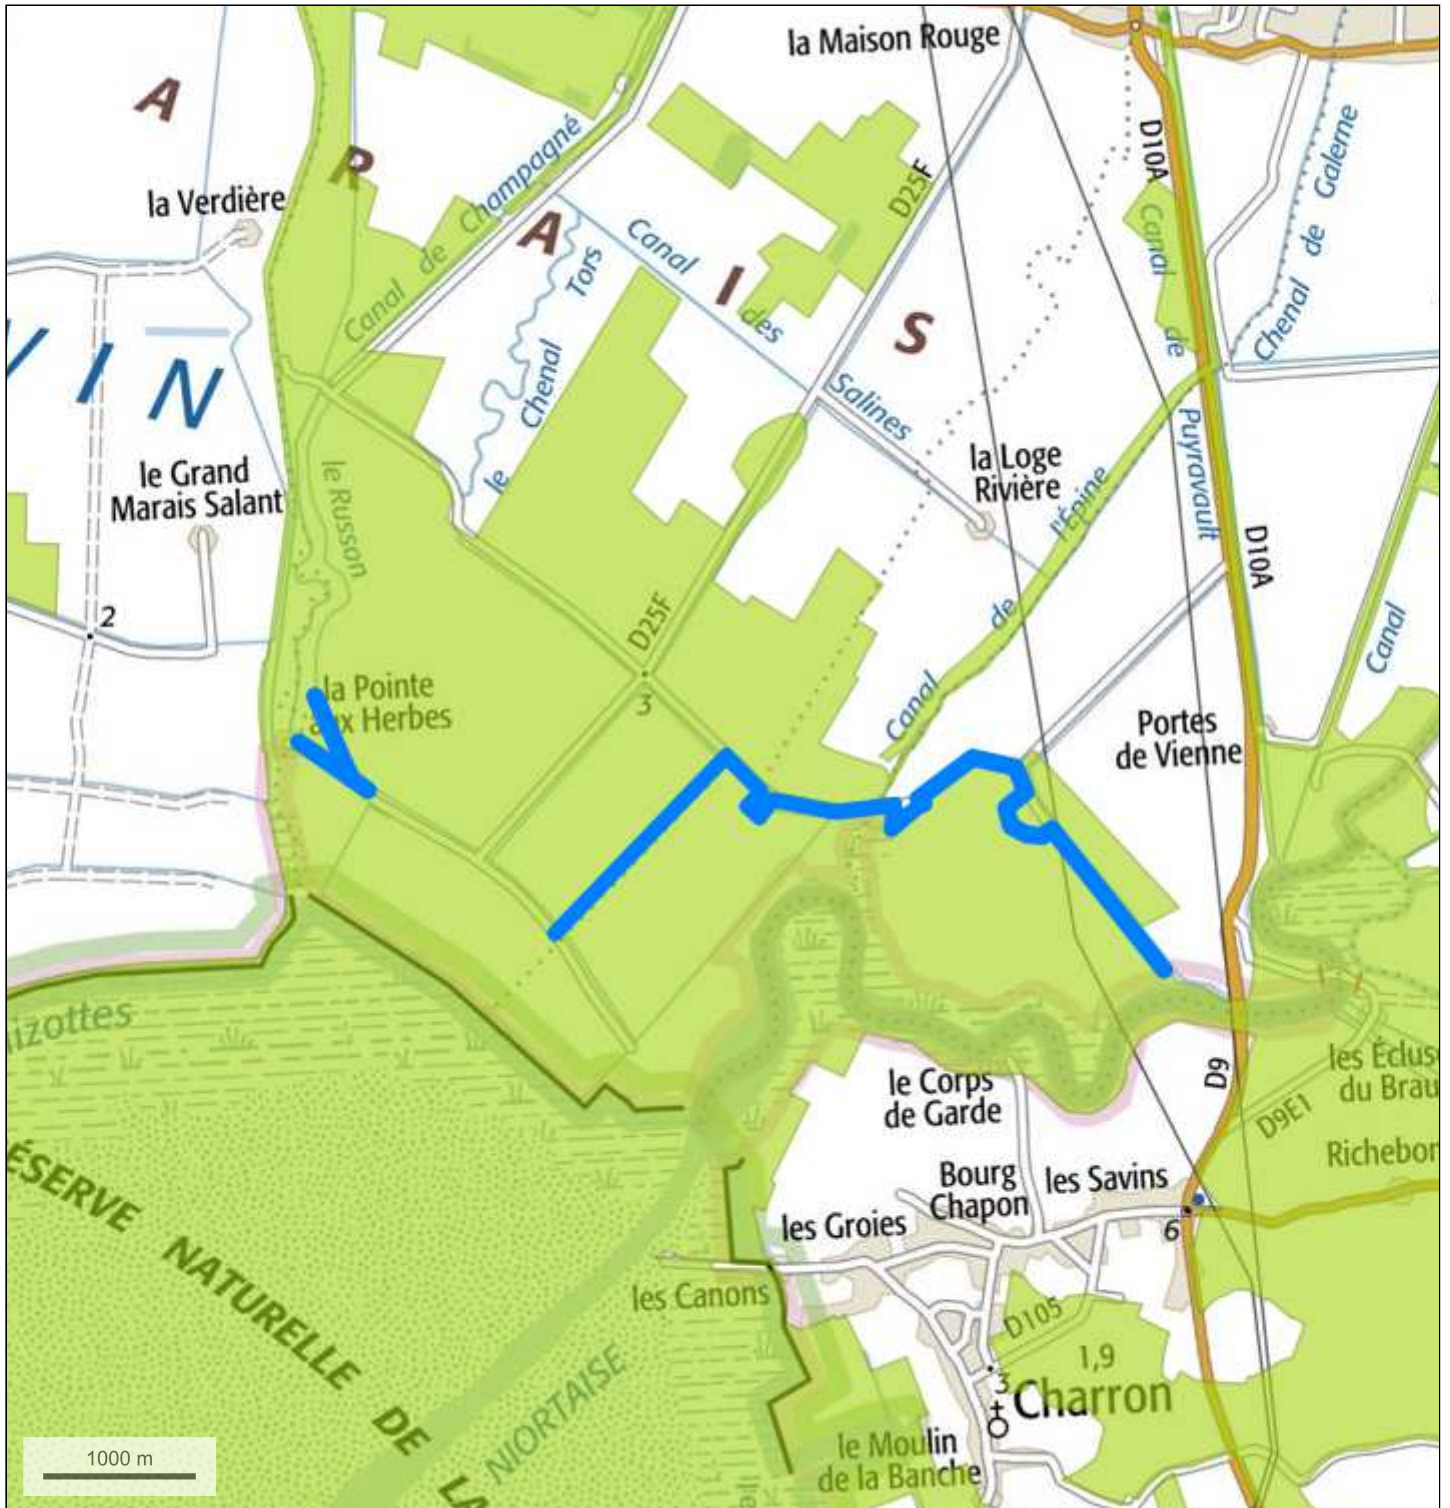 la Maison Rouge
A
R
A
I
S
D10A
Chenal de Galerne
la Verdière
Canal de Champagné
D25F
Canal des Salines
le Chenal Tors
Canal de Puyravault
V I N
le Grand
Marais Salant
le Russon
la Loge
Rivière
Canal de l'Épine
D10A
2
D25F
Canal
la Pointe
aux Herbes
3
Portes
de Vienne
izottes
le Corps
de Garde
D9
les Éclus
du Brau
D9E1
Richebor
ÉSERVE NATURELLE DE LA
Bourg
Chapon
les Savins
les Groies
6
les Canons
D105
1,9
3
Charron
NIORTAISE
le Moulin
de la Banche
le
1000 m